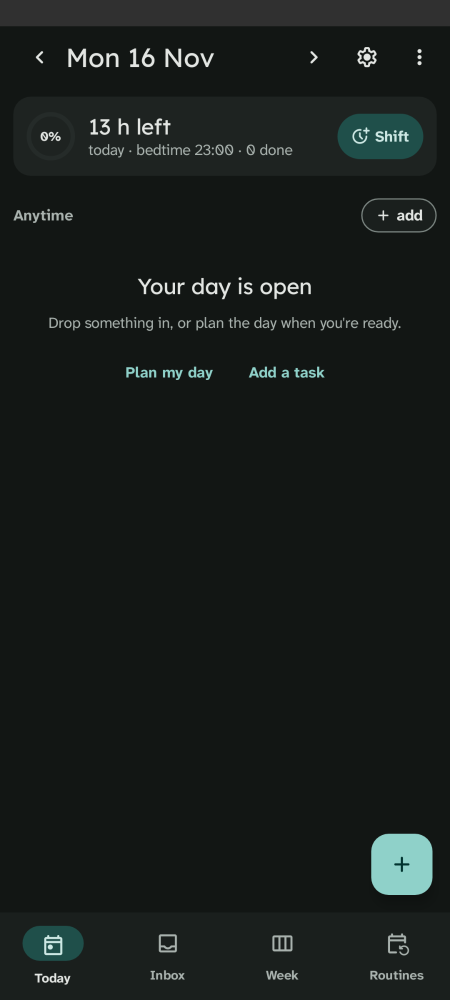 Mon 16 Nov
0%
13 h left
today · bedtime 23:00 · 0 done
Shift
Anytime
+ add
Your day is open
Drop something in, or plan the day when you're ready.
Plan my day
Add a task
Today
Inbox
Week
Routines